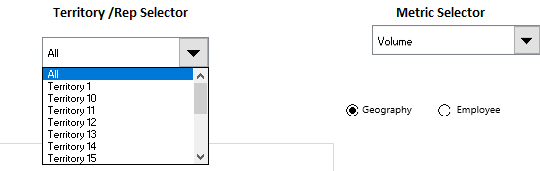 Territory /Rep Selector
Metric Selector
All
Volume
All
Territory 1
Territory 10
Territory 11
Territory 12
Territory 13
Territory 14
Territory 15
Geography
Employee